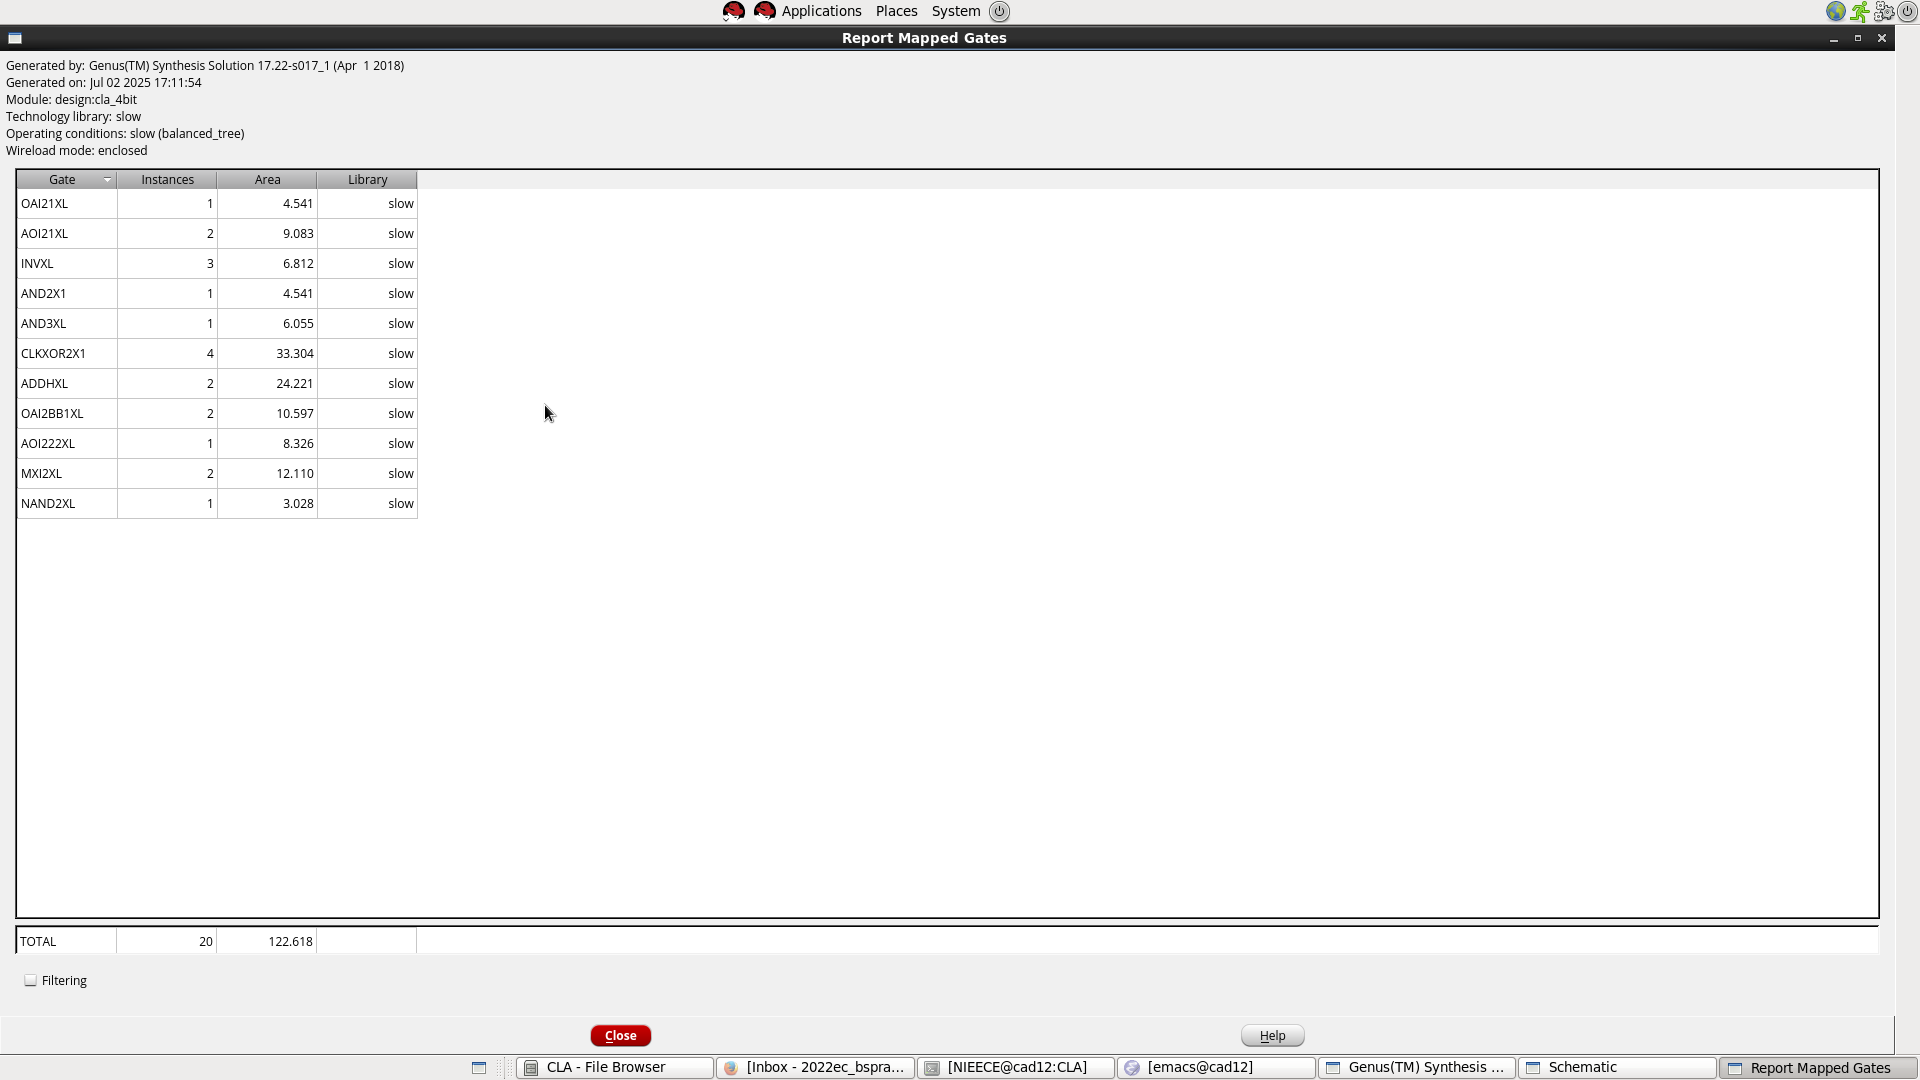 Applications Places System
Report Mapped Gates
Generated by: Genus(TM) Synthesis Solution 17.22-s017_1 (Apr  1 2018)
Generated on: Jul 02 2025 17:11:54
Module: design:cla_4bit
Technology library: slow
Operating conditions: slow (balanced_tree)
Wireload mode: enclosed
Gate Instances Area Library
OAI21XL 1 4.541 slow
AOI21XL 2 9.083 slow
INVXL 3 6.812 slow
AND2X1 1 4.541 slow
AND3XL 1 6.055 slow
CLKXOR2X1 4 33.304 slow
ADDHXL 2 24.221 slow
OAI2BB1XL 2 10.597 slow
AOI222XL 1 8.326 slow
MXI2XL 2 12.110 slow
NAND2XL 1 3.028 slow
TOTAL 20 122.618
Filtering
Close Help
CLA - File Browser [Inbox - 2022ec_bspra... [NIEECE@cad12:CLA] [emacs@cad12] Genus(TM) Synthesis ... Schematic Report Mapped Gates